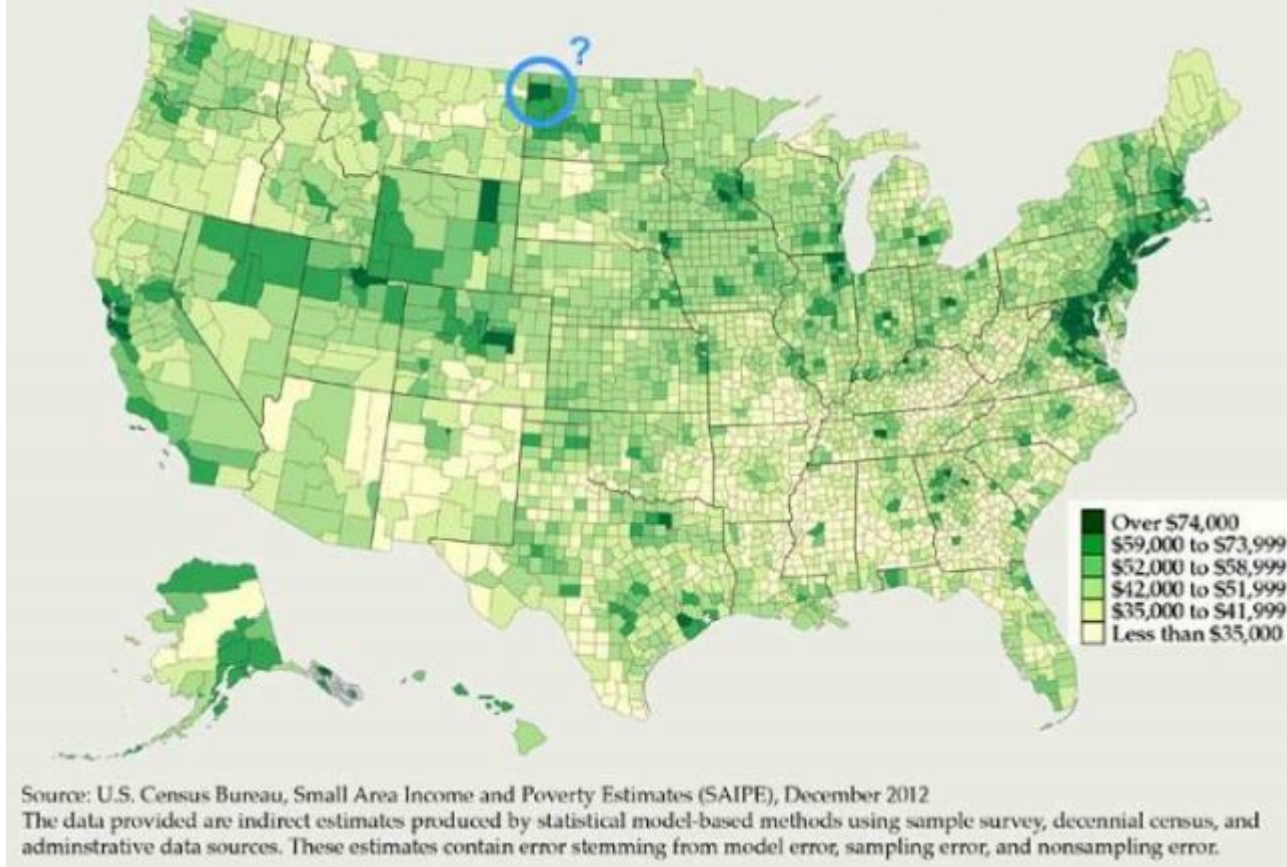 ?
Over $74,000
$59,000 to $73,999
$52,000 to $58,999
$42,000 to $51,999
$35,000 to $41,999
Less than $35,000
Source: U.S. Census Bureau, Small Area Income and Poverty Estimates (SAIPE), December 2012
The data provided are indirect estimates produced by statistical model-based methods using sample survey, decennial census, and
adminstrative data sources. These estimates contain error stemming from model error, sampling error, and nonsampling error.